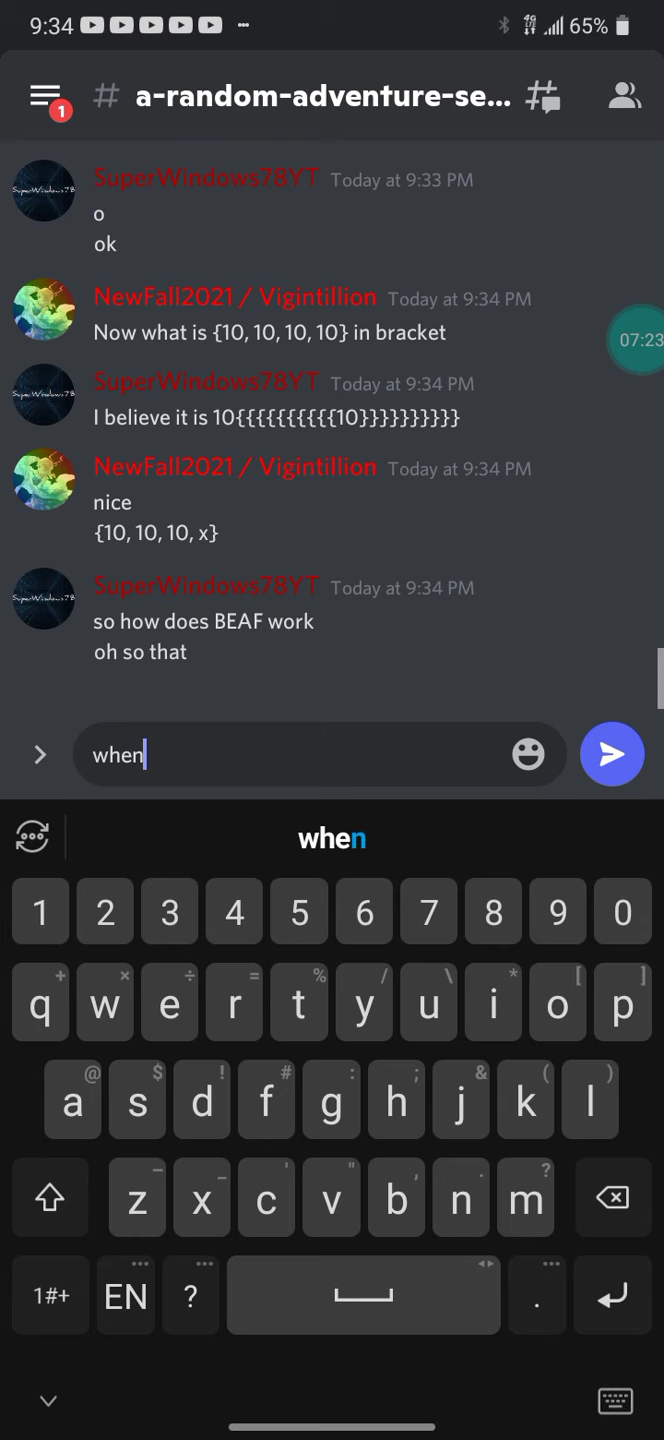 9:34
65%
1
# a-random-adventure-se...
SuperWindows78YT Today at 9:33 PM
o
ok
NewFall2021 / Vigintillion Today at 9:34 PM
Now what is {10, 10, 10, 10} in bracket
07:23
SuperWindows78YT Today at 9:34 PM
I believe it is 10{{{{{{{{{{10}}}}}}}}}}
NewFall2021 / Vigintillion Today at 9:34 PM
nice
{10, 10, 10, x}
SuperWindows78YT Today at 9:34 PM
so how does BEAF work
oh so that
when
when
1 2 3 4 5 6 7 8 9 0
+ × ÷ = % / \ * [ ]
q w e r t y u i o p
@ $ ! # : ; & ( )
a s d f g h j k l
– _ ' " , . ?
z x c v b n m
1#+ EN ? .